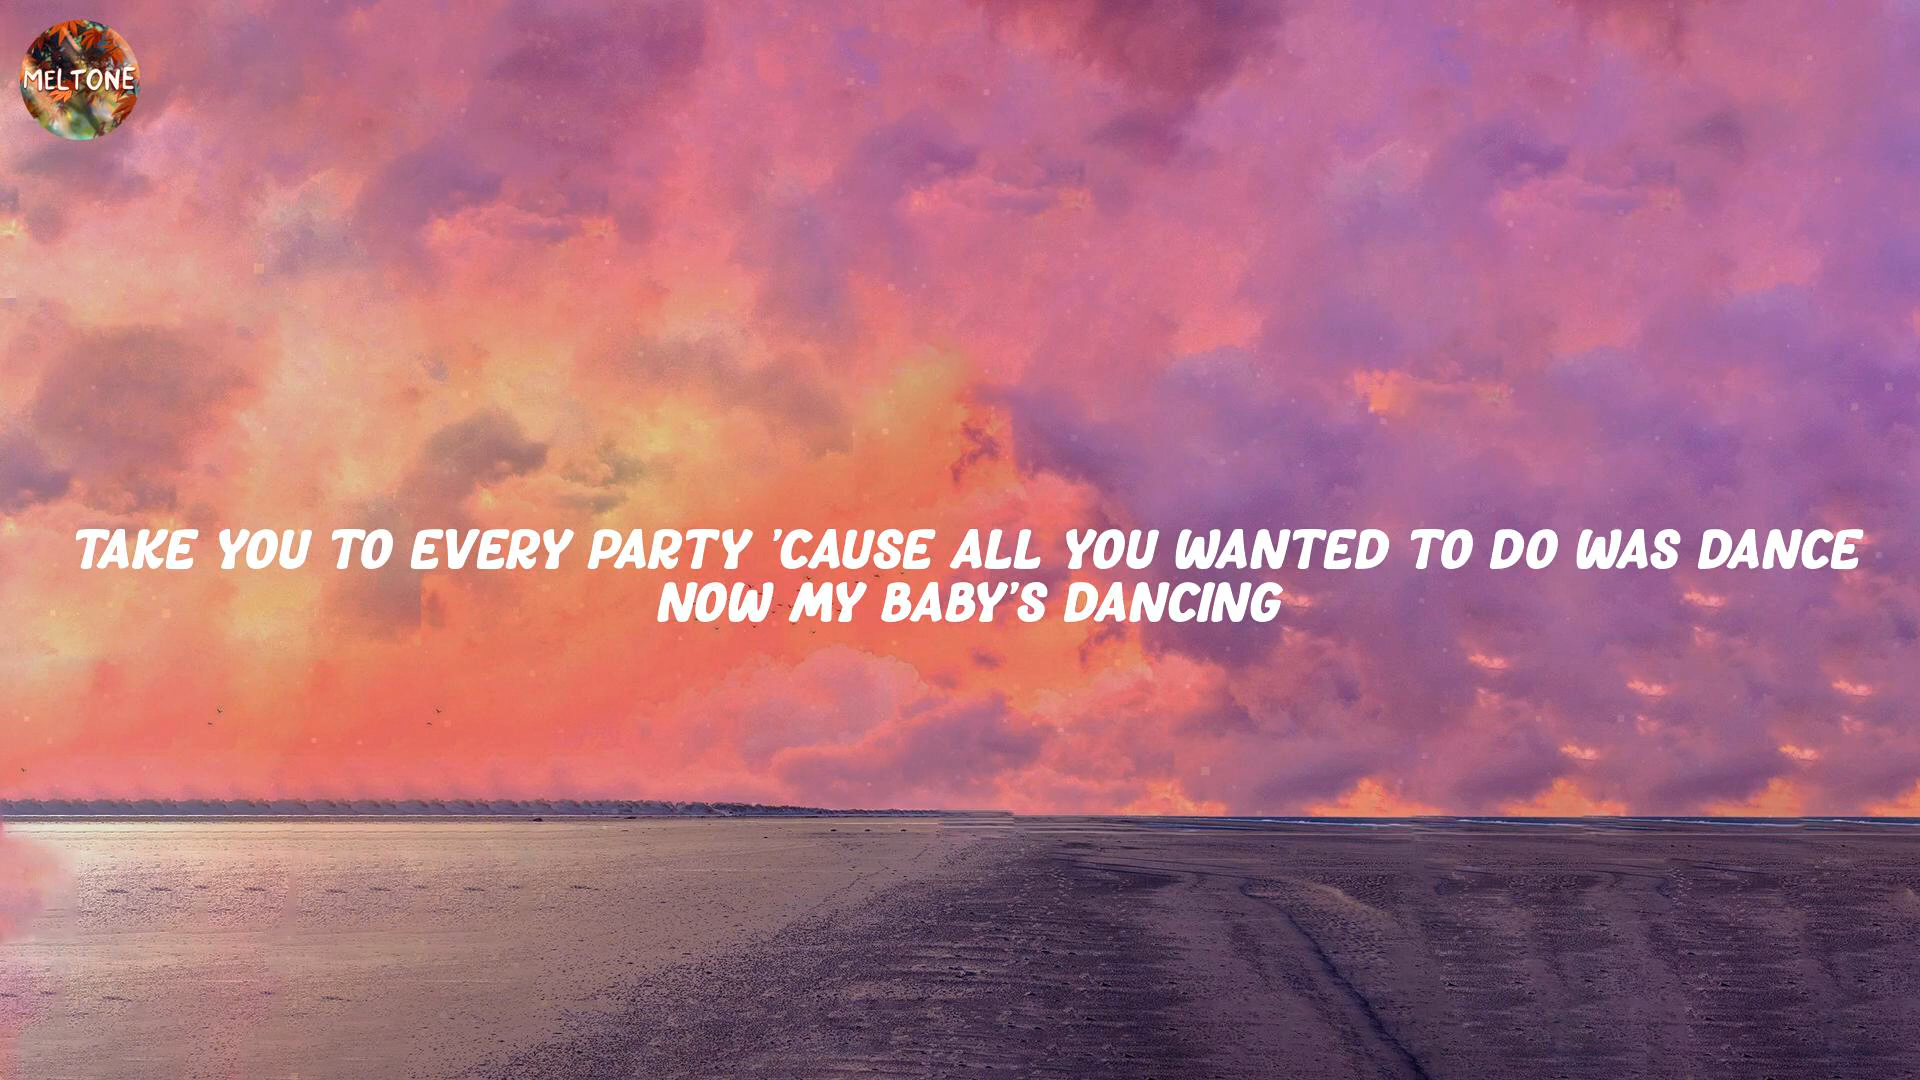 MELTONE
TAKE YOU TO EVERY PARTY 'CAUSE ALL YOU WANTED TO DO WAS DANCE
NOW MY BABY'S DANCING